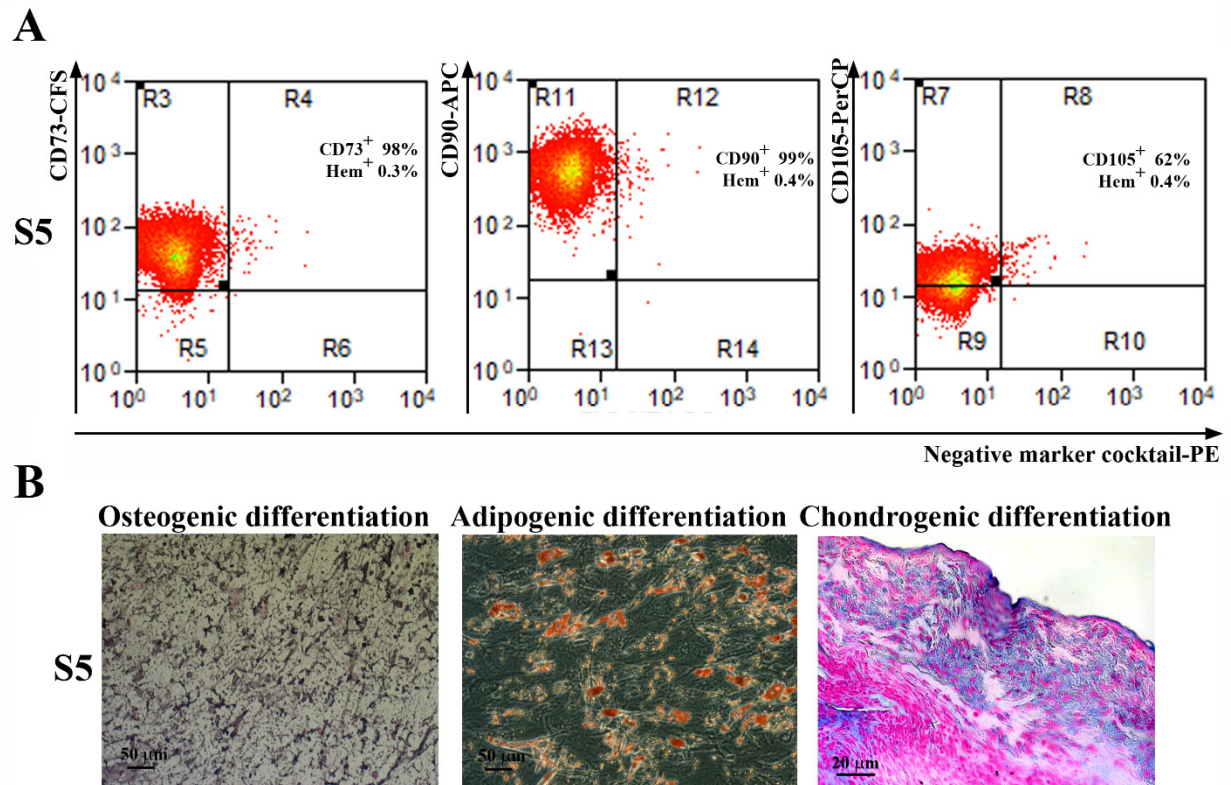 A
CD73-CFS
10⁴
10³
10²
10¹
10⁰
R3
R4
CD73⁺ 98%
Hem⁺ 0.3%
R5
R6
10⁰ 10¹ 10² 10³ 10⁴
CD90-APC
10⁴
10³
10²
10¹
10⁰
R11
R12
CD90⁺ 99%
Hem⁺ 0.4%
R13
R14
10⁰ 10¹ 10² 10³ 10⁴
CD105-PerCP
10⁴
10³
10²
10¹
10⁰
R7
R8
CD105⁺ 62%
Hem⁺ 0.4%
R9
R10
10⁰ 10¹ 10² 10³ 10⁴
S5
Negative marker cocktail-PE
B
Osteogenic differentiation
Adipogenic differentiation
Chondrogenic differentiation
S5
50 µm
50 µm
20 µm